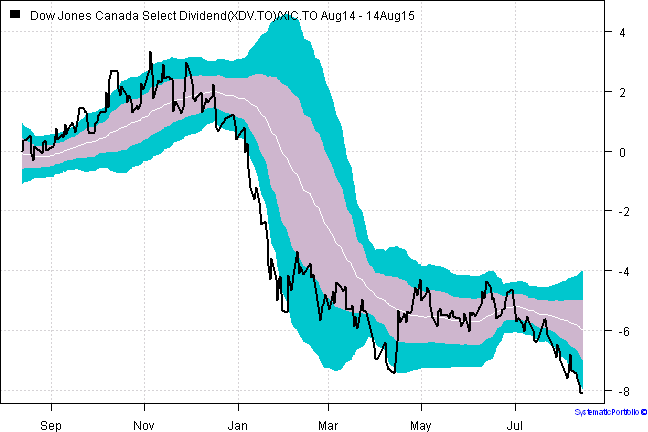 Dow Jones Canada Select Dividend(XDV.TO)/XIC.TO Aug14 - 14Aug15
4
2
0
-2
-4
-6
-8
Sep Nov Jan Mar May Jul
SystematicPortfolio ©